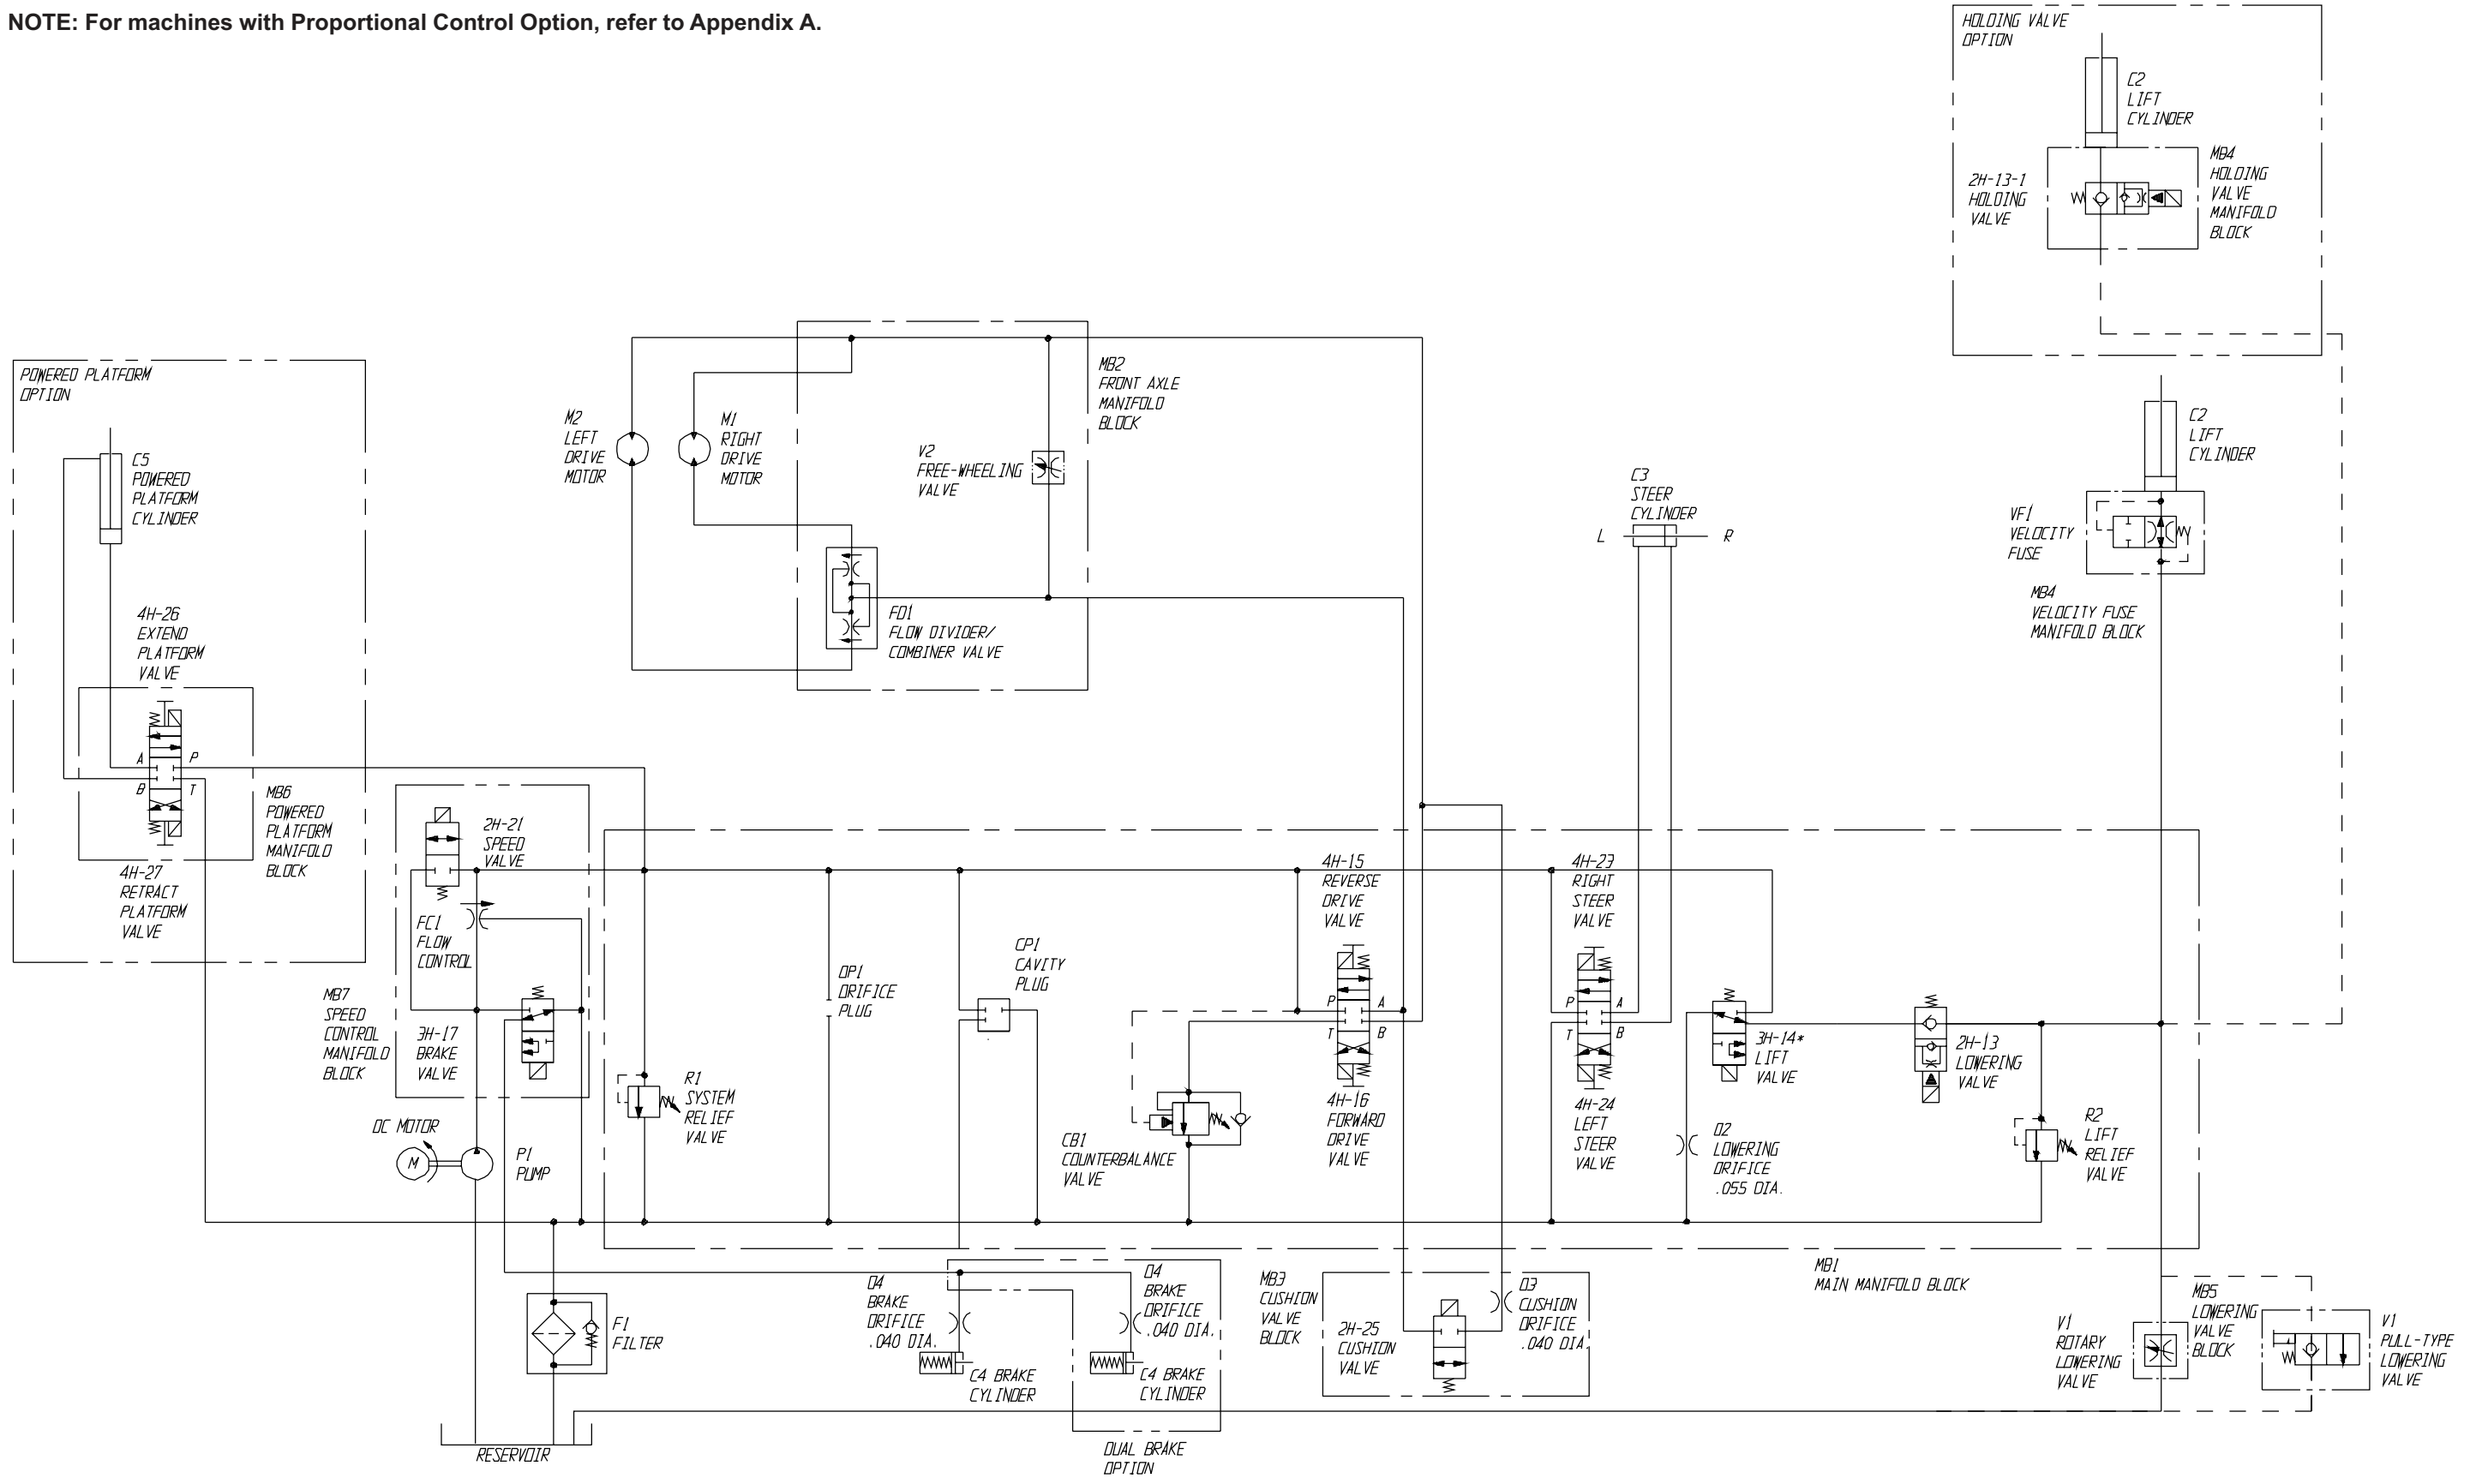 NOTE: For machines with Proportional Control Option, refer to Appendix A.
HOLDING VALVE
OPTION
C2
LIFT
CYLINDER
2H-13-1
HOLDING
VALVE
MB4
HOLDING
VALVE
MANIFOLD
BLOCK
POWERED PLATFORM
OPTION
C5
POWERED
PLATFORM
CYLINDER
4H-26
EXTEND
PLATFORM
VALVE
A
P
B
T
MB6
POWERED
PLATFORM
MANIFOLD
BLOCK
4H-27
RETRACT
PLATFORM
VALVE
M2
LEFT
DRIVE
MOTOR
M1
RIGHT
DRIVE
MOTOR
V2
FREE-WHEELING
VALVE
MB2
FRONT AXLE
MANIFOLD
BLOCK
FD1
FLOW DIVIDER/
COMBINER VALVE
C3
STEER
CYLINDER
L
R
C2
LIFT
CYLINDER
VF1
VELOCITY
FUSE
MB4
VELOCITY FUSE
MANIFOLD BLOCK
2H-21
SPEED
VALVE
FC1
FLOW
CONTROL
MB7
SPEED
CONTROL
MANIFOLD
BLOCK
3H-17
BRAKE
VALVE
DC MOTOR
M
P1
PUMP
R1
SYSTEM
RELIEF
VALVE
OP1
ORIFICE
PLUG
CP1
CAVITY
PLUG
4H-15
REVERSE
DRIVE
VALVE
P
A
T
B
4H-16
FORWARD
DRIVE
VALVE
CB1
COUNTERBALANCE
VALVE
4H-23
RIGHT
STEER
VALVE
P
A
T
B
4H-24
LEFT
STEER
VALVE
3H-14*
LIFT
VALVE
2H-13
LOWERING
VALVE
O2
LOWERING
ORIFICE
.055 DIA.
R2
LIFT
RELIEF
VALVE
MB1
MAIN MANIFOLD BLOCK
F1
FILTER
RESERVOIR
O4
BRAKE
ORIFICE
.040 DIA.
C4 BRAKE
CYLINDER
O4
BRAKE
ORIFICE
.040 DIA.
C4 BRAKE
CYLINDER
DUAL BRAKE
OPTION
MB3
CUSHION
VALVE
BLOCK
2H-25
CUSHION
VALVE
O3
CUSHION
ORIFICE
.040 DIA.
V1
ROTARY
LOWERING
VALVE
MB5
LOWERING
VALVE
BLOCK
V1
PULL-TYPE
LOWERING
VALVE